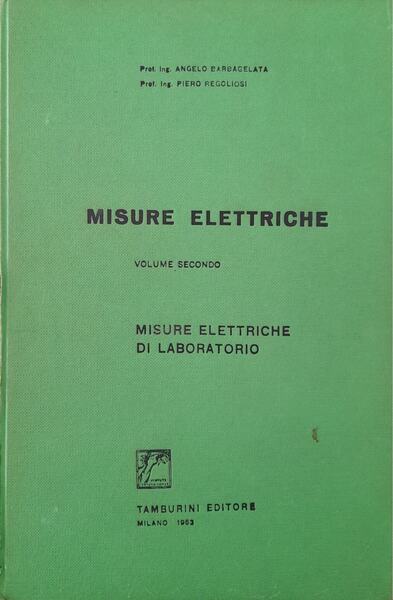 Prof. Ing. ANGELO BARBAGELATA
Prof. Ing. PIERO REGOLIOSI
MISURE ELETTRICHE
VOLUME SECONDO
MISURE ELETTRICHE
DI LABORATORIO
TAMBURINI EDITORE
MILANO 1963